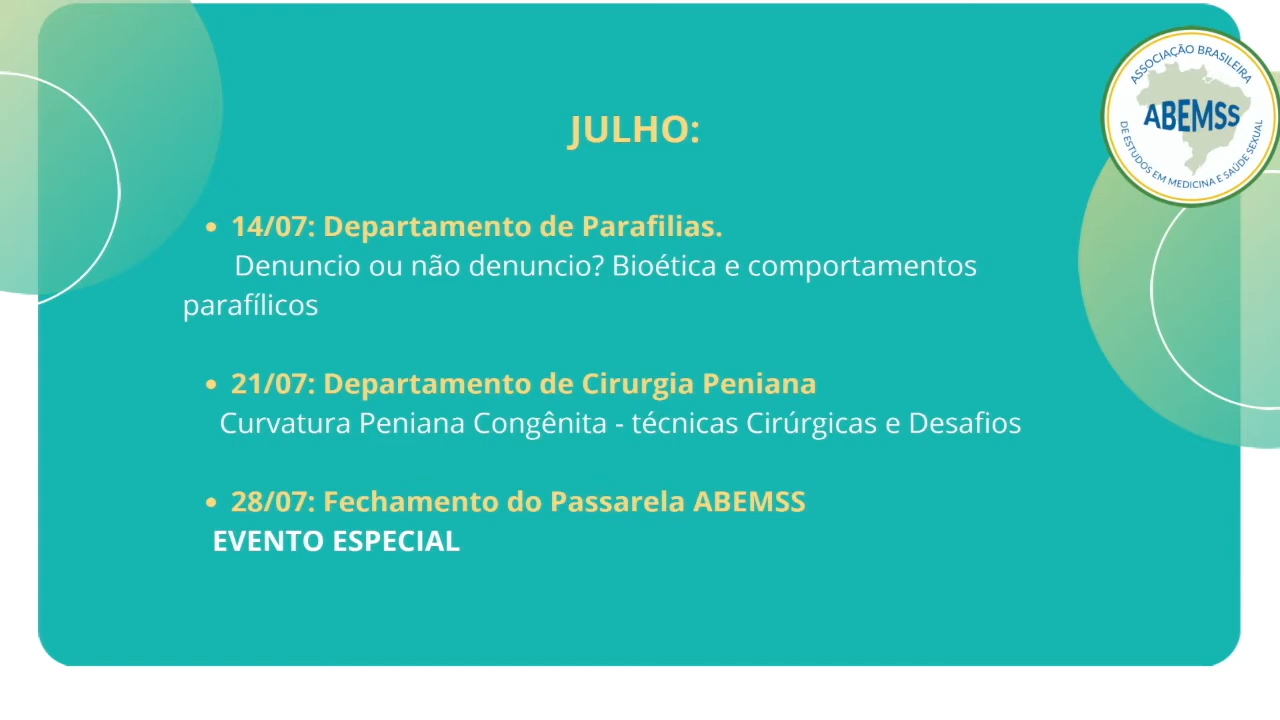 JULHO:
ASSOCIAÇÃO BRASILEIRA
ABEMSS
DE ESTUDOS EM MEDICINA E SAÚDE SEXUAL
• 14/07: Departamento de Parafilias.
Denuncio ou não denuncio? Bioética e comportamentos
parafílicos
• 21/07: Departamento de Cirurgia Peniana
Curvatura Peniana Congênita - técnicas Cirúrgicas e Desafios
• 28/07: Fechamento do Passarela ABEMSS
EVENTO ESPECIAL